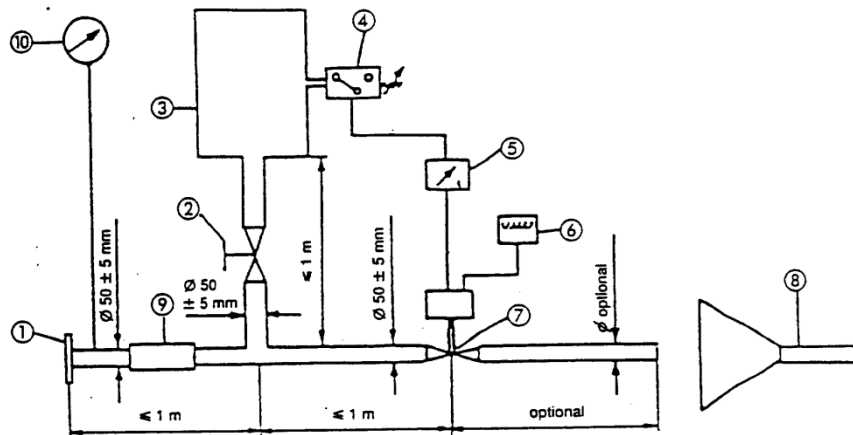 10
4
3
5
2
6
≤ 1 m
Ø 50 ± 5 mm
Ø 50
± 5 mm
Ø 50 ± 5 mm
Ø optional
1
9
7
8
≤ 1 m
≤ 1 m
optional